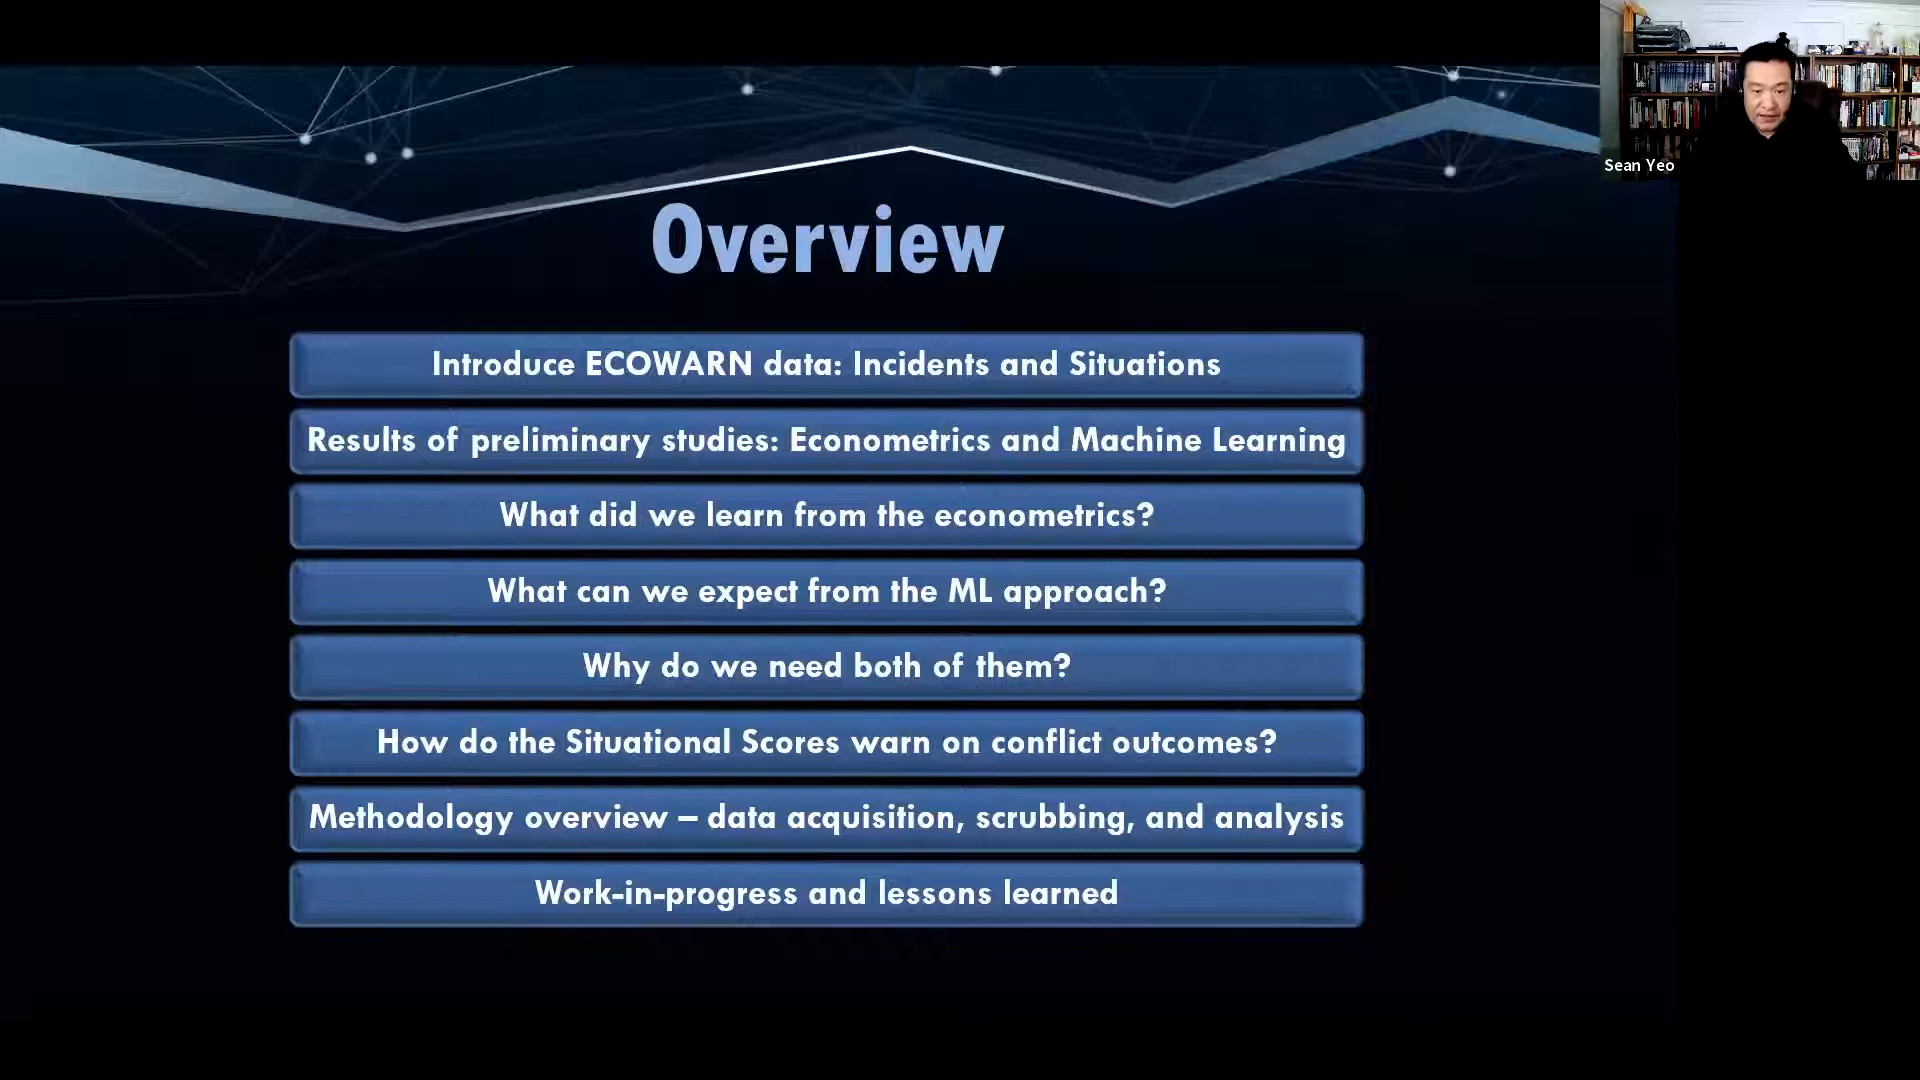 Sean Yeo
Overview
Introduce ECOWARN data: Incidents and Situations
Results of preliminary studies: Econometrics and Machine Learning
What did we learn from the econometrics?
What can we expect from the ML approach?
Why do we need both of them?
How do the Situational Scores warn on conflict outcomes?
Methodology overview – data acquisition, scrubbing, and analysis
Work-in-progress and lessons learned